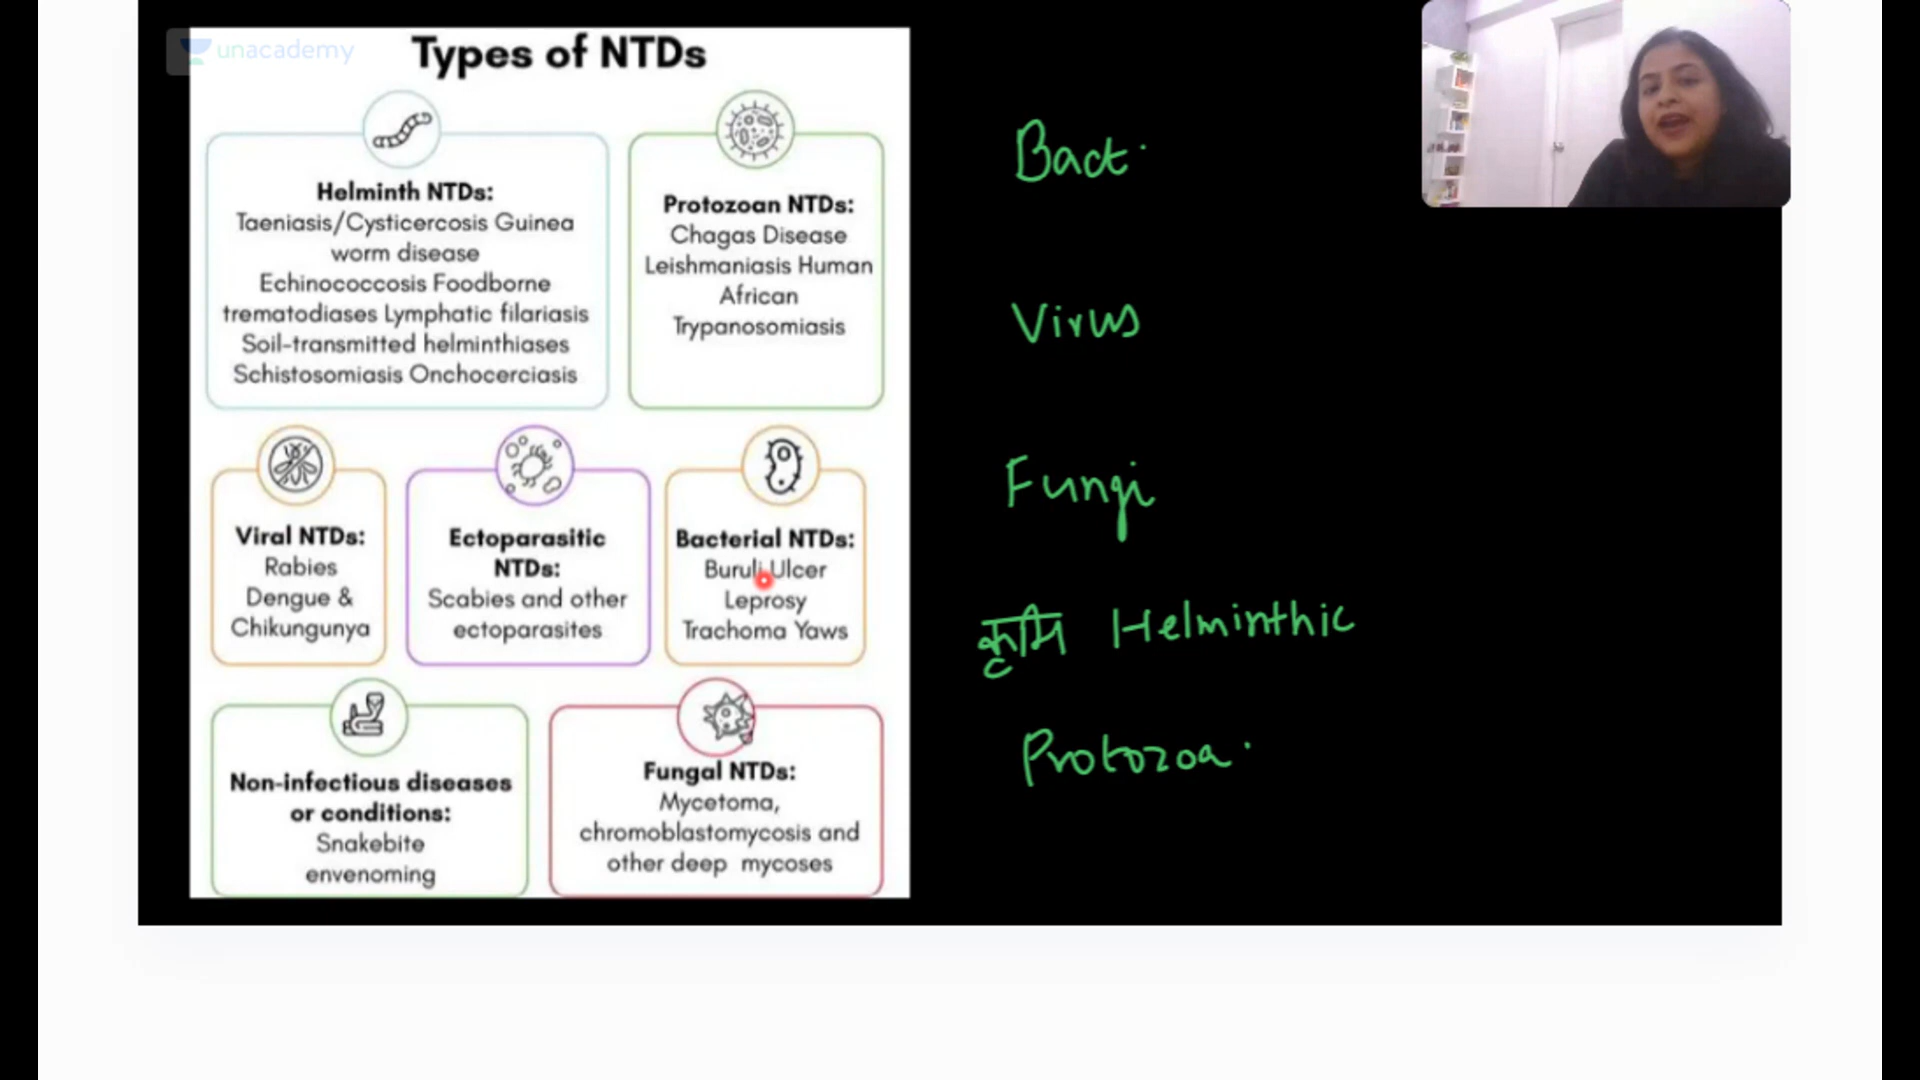 unacademy
Types of NTDs
Helminth NTDs:
Taeniasis/Cysticercosis Guinea
worm disease
Echinococcosis Foodborne
trematodiases Lymphatic filariasis
Soil-transmitted helminthiases
Schistosomiasis Onchocerciasis
Protozoan NTDs:
Chagas Disease
Leishmaniasis Human
African
Trypanosomiasis
Viral NTDs:
Rabies
Dengue &
Chikungunya
Ectoparasitic
NTDs:
Scabies and other
ectoparasites
Bacterial NTDs:
Buruli Ulcer
Leprosy
Trachoma Yaws
Non-infectious diseases
or conditions:
Snakebite
envenoming
Fungal NTDs:
Mycetoma,
chromoblastomycosis and
other deep mycoses
Bact.
Virus
Fungi
कृमि Helminthic
Protozoa.